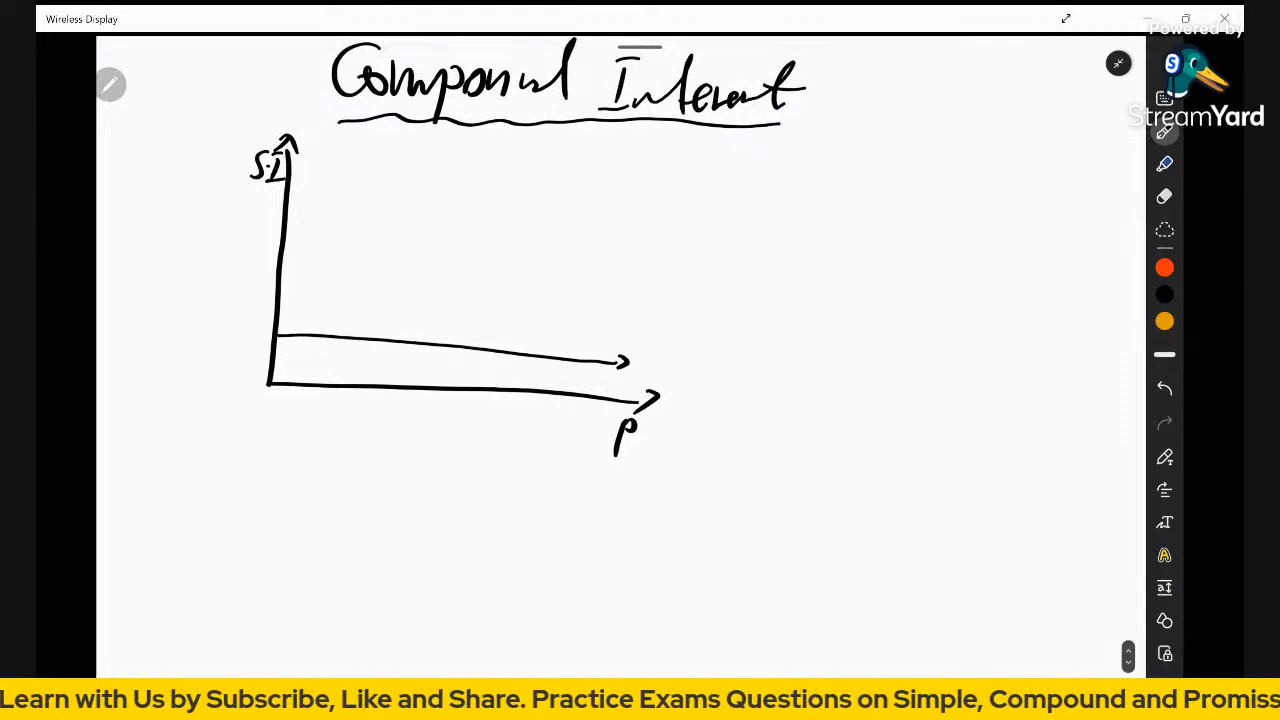 Wireless Display
Powered by
Compound Interest
StreamYard
S.I
P
Learn with Us by Subscribe, Like and Share. Practice Exams Questions on Simple, Compound and Promiss